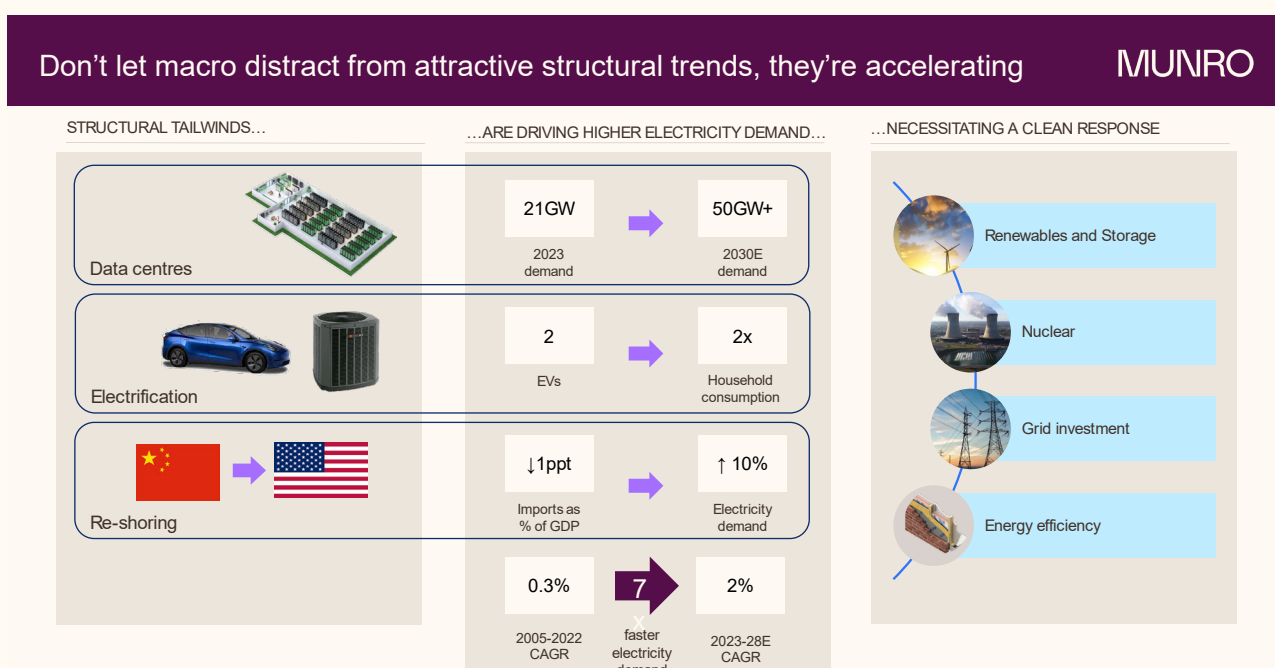 Don’t let macro distract from attractive structural trends, they’re accelerating
MUNRO
STRUCTURAL TAILWINDS…
Data centres
Electrification
Re-shoring
…ARE DRIVING HIGHER ELECTRICITY DEMAND…
21GW
50GW+
2023
demand
2030E
demand
2
2x
EVs
Household
consumption
↓1ppt
↑ 10%
Imports as
% of GDP
Electricity
demand
0.3%
7
x
2%
2005-2022
CAGR
faster
electricity
demand
2023-28E
CAGR
…NECESSITATING A CLEAN RESPONSE
Renewables and Storage
Nuclear
Grid investment
Energy efficiency